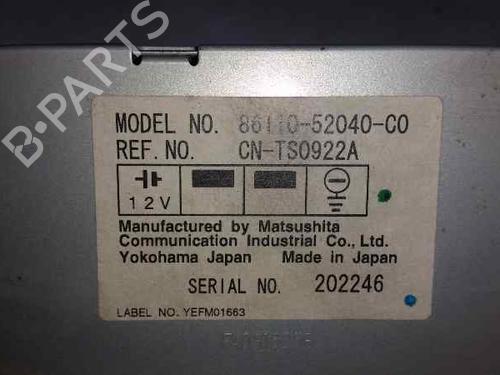 B-PARTS
MODEL NO. 86110-52040-C0
REF. NO. CN-TS0922A
12V
Manufactured by Matsushita
Communication Industrial Co., Ltd.
Yokohama Japan Made in Japan
SERIAL NO. 202246
LABEL NO. YEFM01663